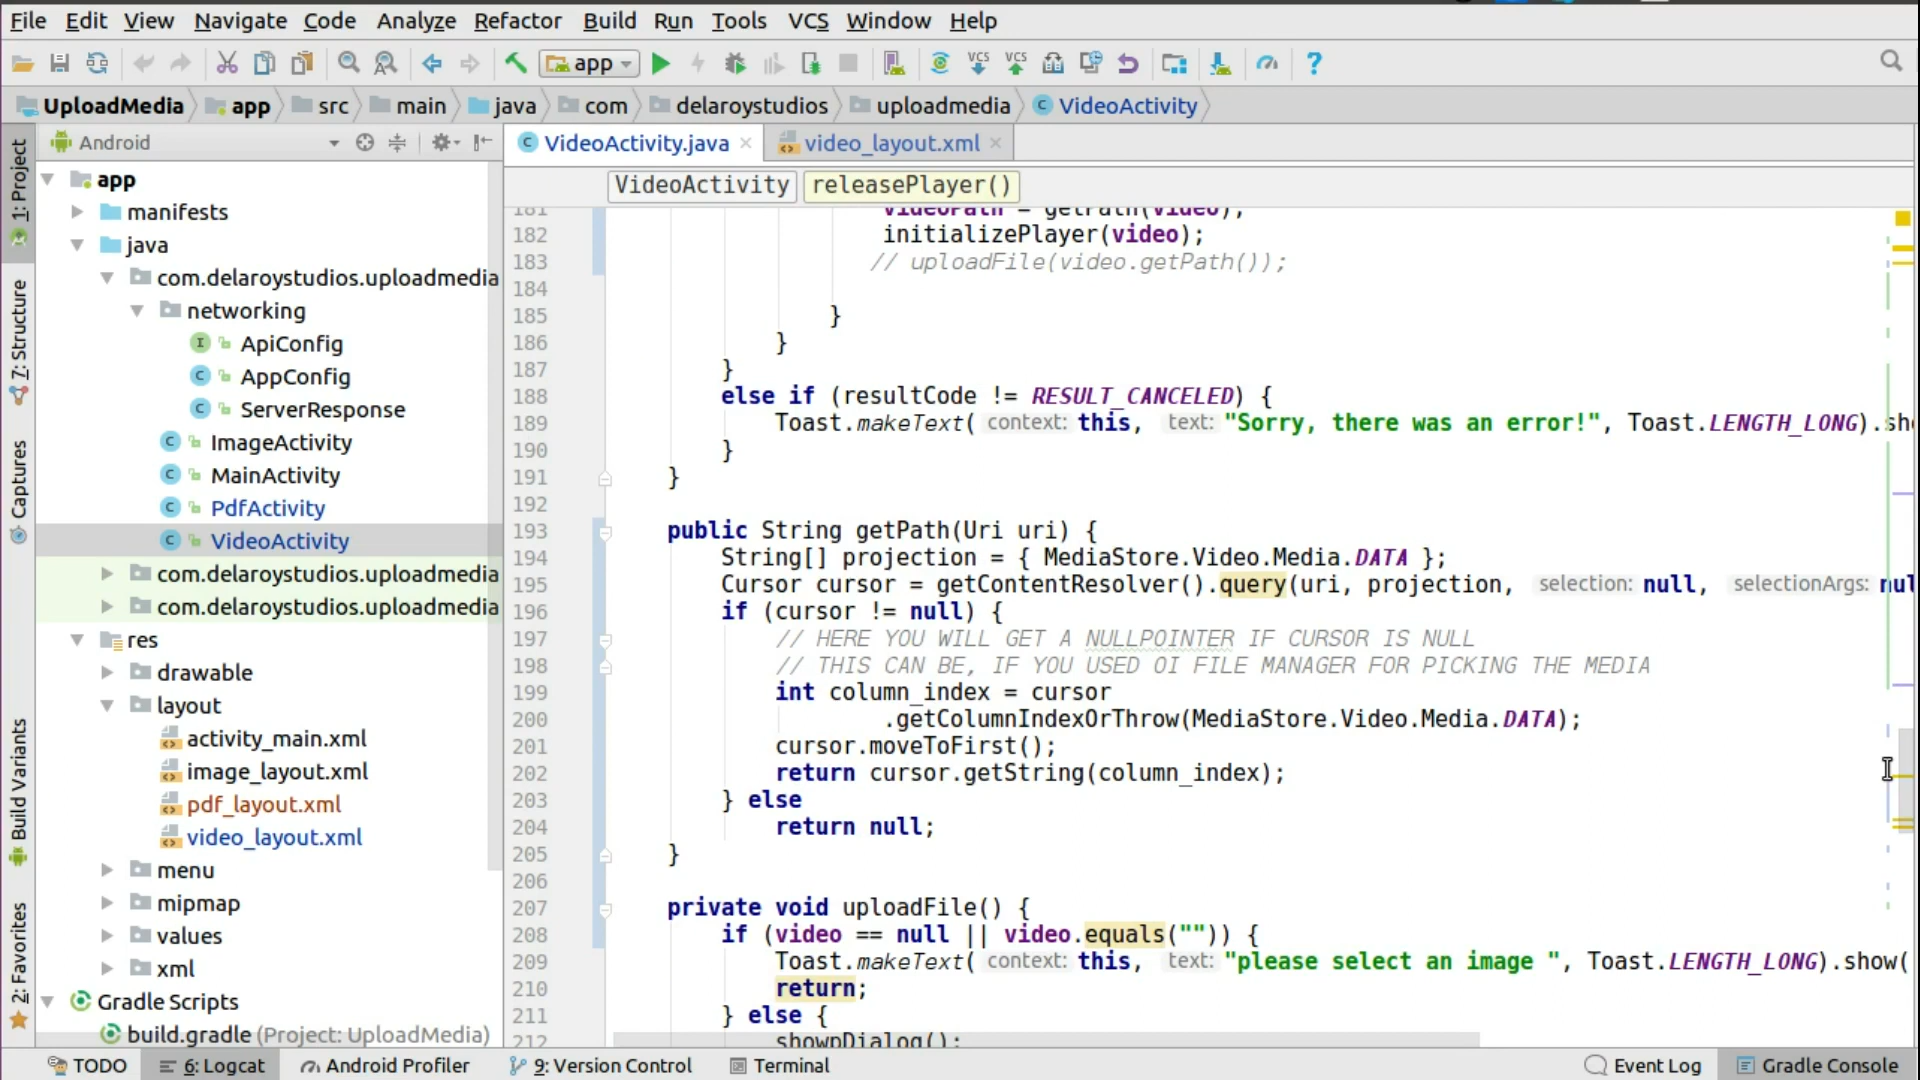 File Edit View Navigate Code Analyze Refactor Build Run Tools VCS Window Help
app VCS VCS ?
UploadMedia app src main java com delaroystudios uploadmedia VideoActivity
Android
VideoActivity.java video_layout.xml
VideoActivity releasePlayer()
1: Project
7: Structure
Captures
Build Variants
2: Favorites
app
manifests
java
com.delaroystudios.uploadmedia
networking
ApiConfig
AppConfig
ServerResponse
ImageActivity
MainActivity
PdfActivity
VideoActivity
com.delaroystudios.uploadmedia
com.delaroystudios.uploadmedia
res
drawable
layout
activity_main.xml
image_layout.xml
pdf_layout.xml
video_layout.xml
menu
mipmap
values
xml
Gradle Scripts
build.gradle (Project: UploadMedia)
181 videoPath = getPath(video);
182 initializePlayer(video);
183 // uploadFile(video.getPath());
184
185 }
186 }
187 }
188 else if (resultCode != RESULT_CANCELED) {
189 Toast.makeText( context: this, text: "Sorry, there was an error!", Toast.LENGTH_LONG).sho
190 }
191 }
192
193 public String getPath(Uri uri) {
194 String[] projection = { MediaStore.Video.Media.DATA };
195 Cursor cursor = getContentResolver().query(uri, projection, selection: null, selectionArgs: nul
196 if (cursor != null) {
197 // HERE YOU WILL GET A NULLPOINTER IF CURSOR IS NULL
198 // THIS CAN BE, IF YOU USED OI FILE MANAGER FOR PICKING THE MEDIA
199 int column_index = cursor
200 .getColumnIndexOrThrow(MediaStore.Video.Media.DATA);
201 cursor.moveToFirst();
202 return cursor.getString(column_index);
203 } else
204 return null;
205 }
206
207 private void uploadFile() {
208 if (video == null || video.equals("")) {
209 Toast.makeText( context: this, text: "please select an image ", Toast.LENGTH_LONG).show(
210 return;
211 } else {
212 showpDialog();
TODO 6: Logcat Android Profiler 9: Version Control Terminal Event Log Gradle Console